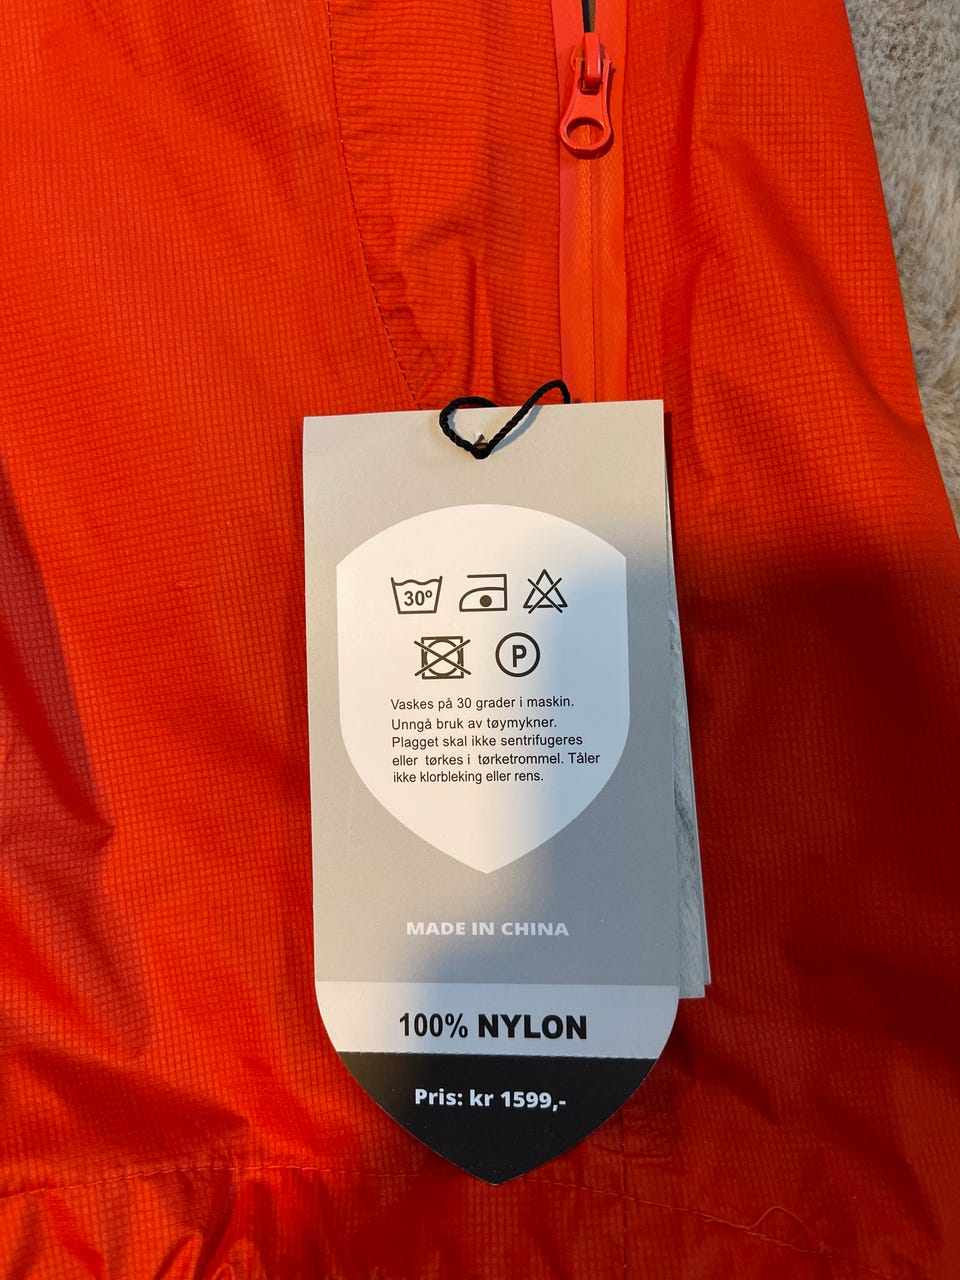 30º
P
Vaskes på 30 grader i maskin.
Unngå bruk av tøymykner.
Plagget skal ikke sentrifugeres
eller tørkes i tørketrommel. Tåler
ikke klorbleking eller rens.
MADE IN CHINA
100% NYLON
Pris: kr 1599,-